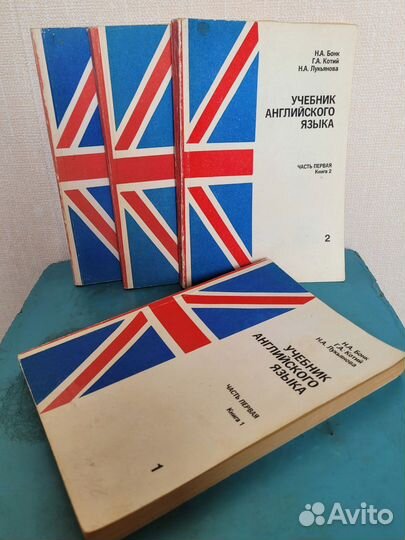 Н.А. Бонк
Г.А. Котий
Н.А. Лукьянова
УЧЕБНИК
АНГЛИЙСКОГО
ЯЗЫКА
ЧАСТЬ ПЕРВАЯ
Книга 2
2
Н.А. Бонк
Г.А. Котий
Н.А. Лукьянова
УЧЕБНИК
АНГЛИЙСКОГО
ЯЗЫКА
ЧАСТЬ ПЕРВАЯ
Книга 1
1
Avito